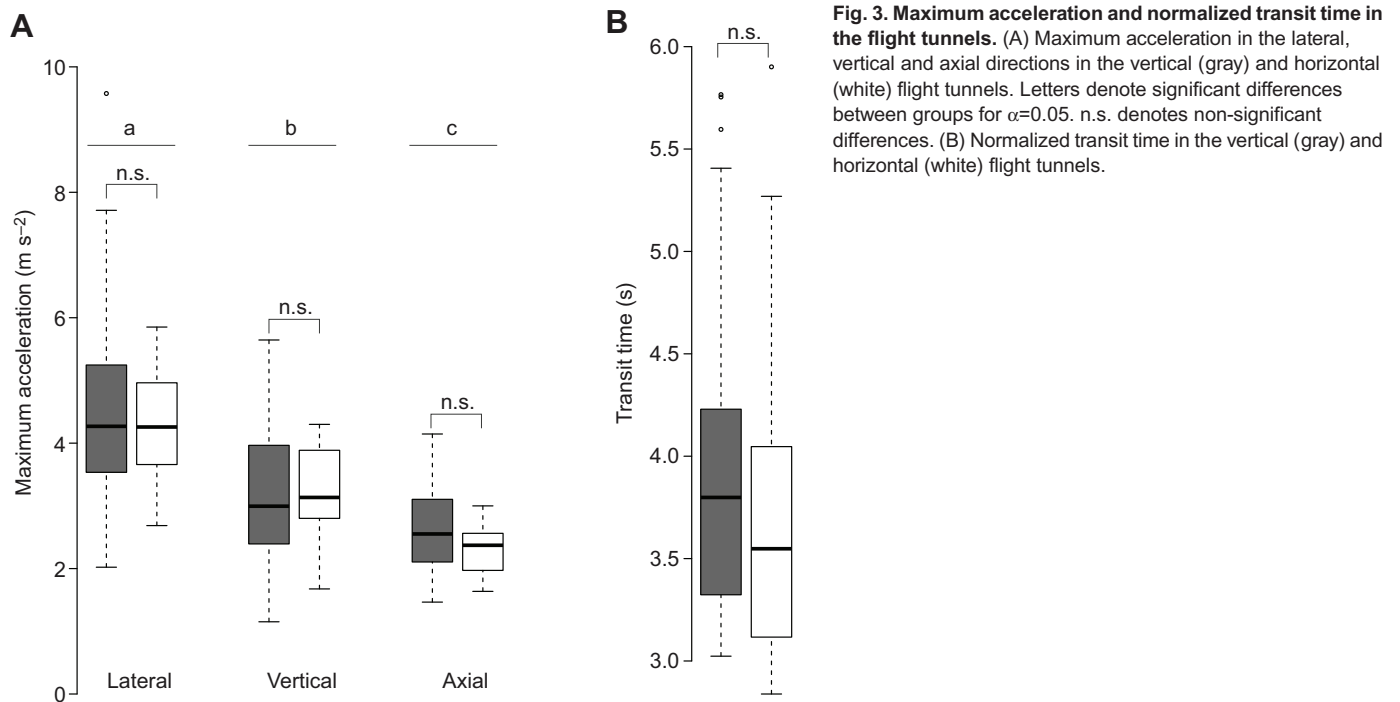 A
10
8
6
4
2
0
Maximum acceleration (m s−2)
a
b
c
n.s.
n.s.
n.s.
Lateral
Vertical
Axial
B
6.0
5.5
5.0
4.5
4.0
3.5
3.0
Transit time (s)
n.s.
Fig. 3. Maximum acceleration and normalized transit time in
the flight tunnels. (A) Maximum acceleration in the lateral,
vertical and axial directions in the vertical (gray) and horizontal
(white) flight tunnels. Letters denote significant differences
between groups for α=0.05. n.s. denotes non-significant
differences. (B) Normalized transit time in the vertical (gray) and
horizontal (white) flight tunnels.